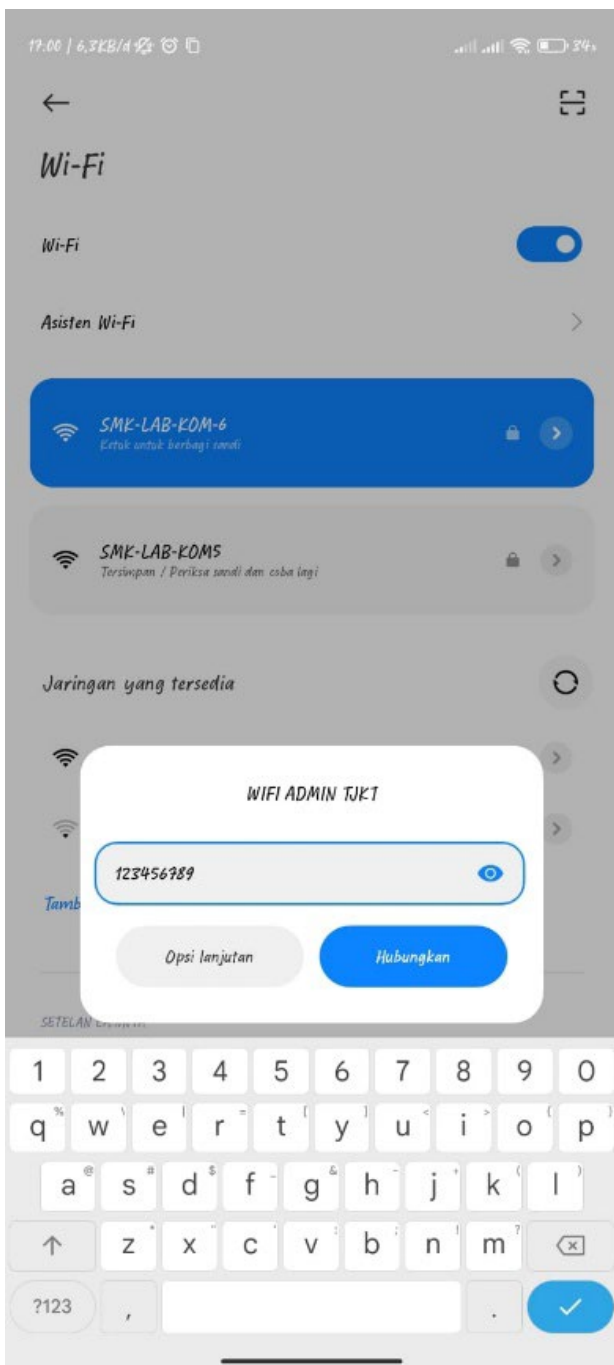 17:00 | 6,3KB/d
34%
Wi-Fi
Wi-Fi
Asisten Wi-Fi
SMK-LAB-KOM-6
Ketuk untuk berbagi sandi
SMK-LAB-KOM5
Tersimpan / Periksa sandi dan coba lagi
Jaringan yang tersedia
WIFI ADMIN TJKT
123456789
Tamb
Opsi lanjutan
Hubungkan
SETELAN
1 2 3 4 5 6 7 8 9 0
q w e r t y u i o p
a s d f g h j k l
z x c v b n m
?123 , .